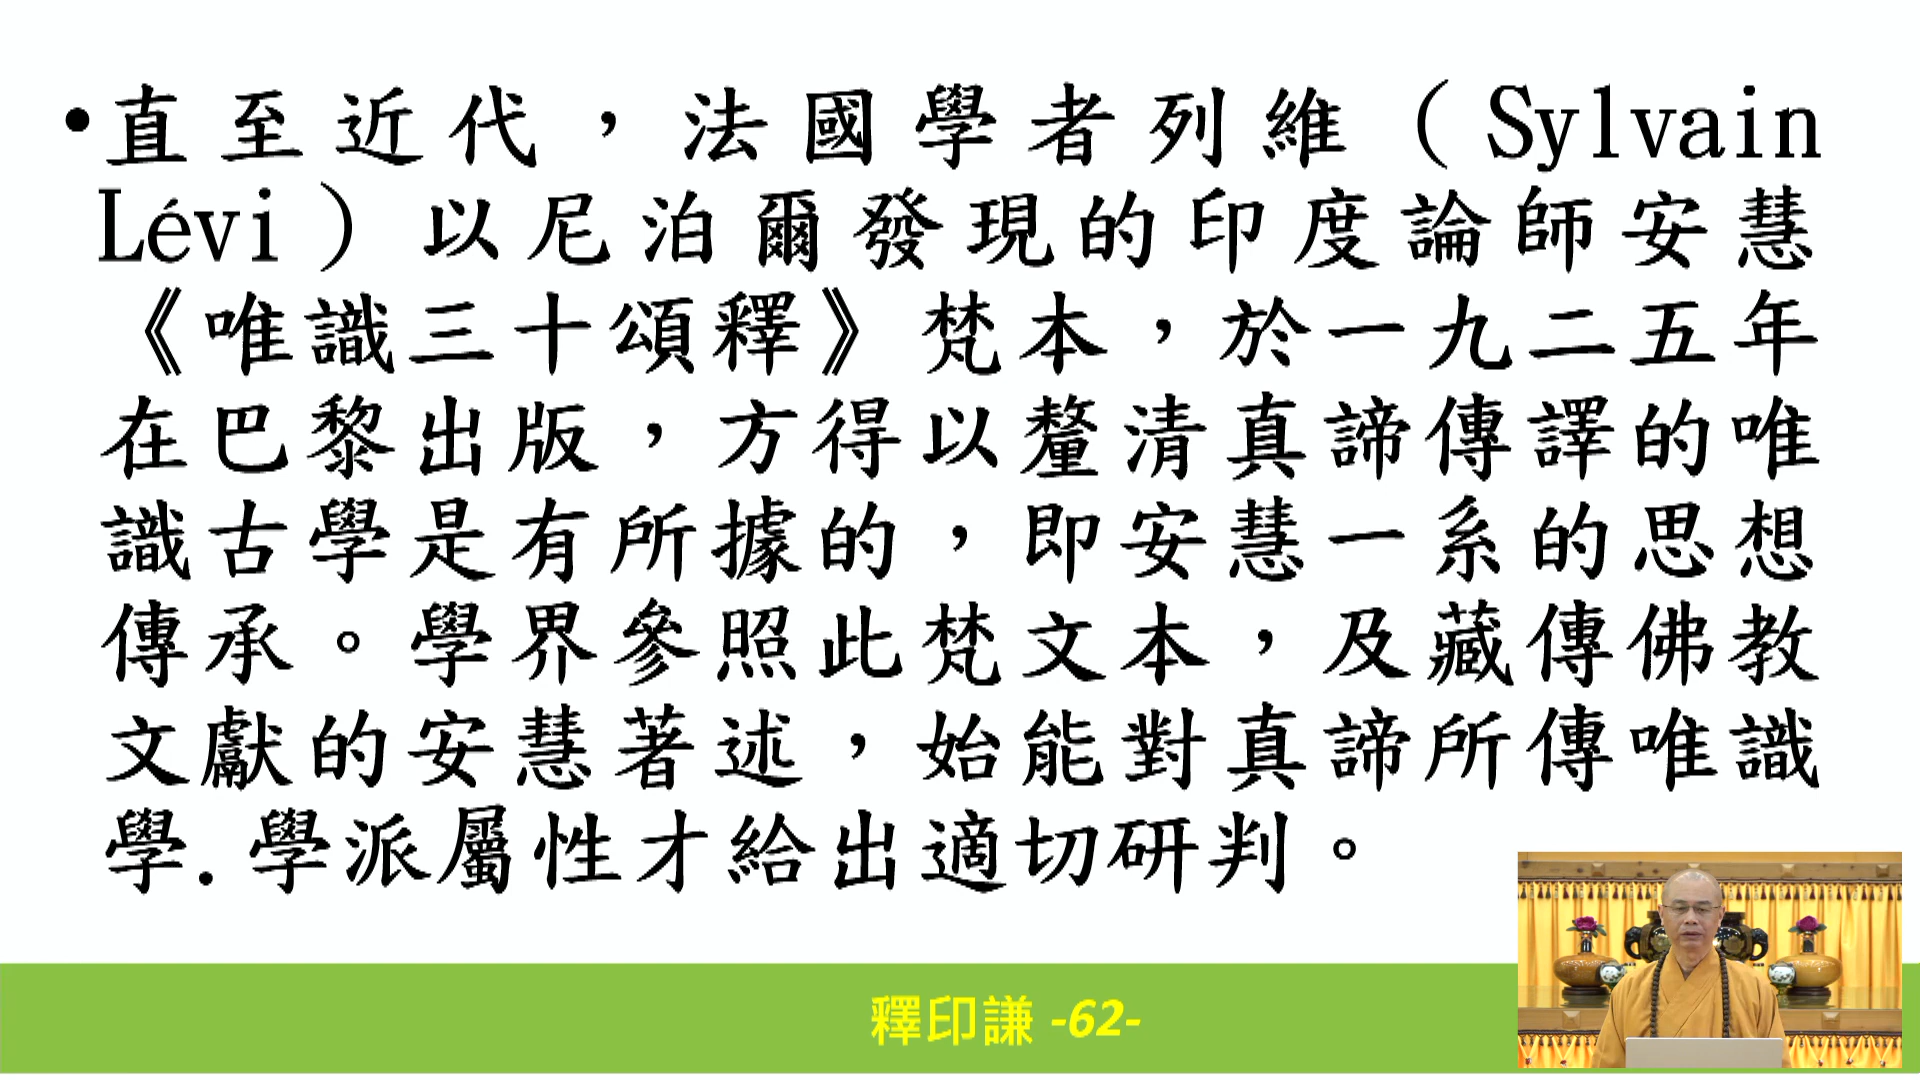 •直至近代，法國學者列維（Sylvain
Lévi）以尼泊爾發現的印度論師安慧
《唯識三十頌釋》梵本，於一九二五年
在巴黎出版，方得以釐清真諦傳譯的唯
識古學是有所據的，即安慧一系的思想
傳承。學界參照此梵文本，及藏傳佛教
文獻的安慧著述，始能對真諦所傳唯識
學.學派屬性才給出適切研判。
釋印謙 -62-